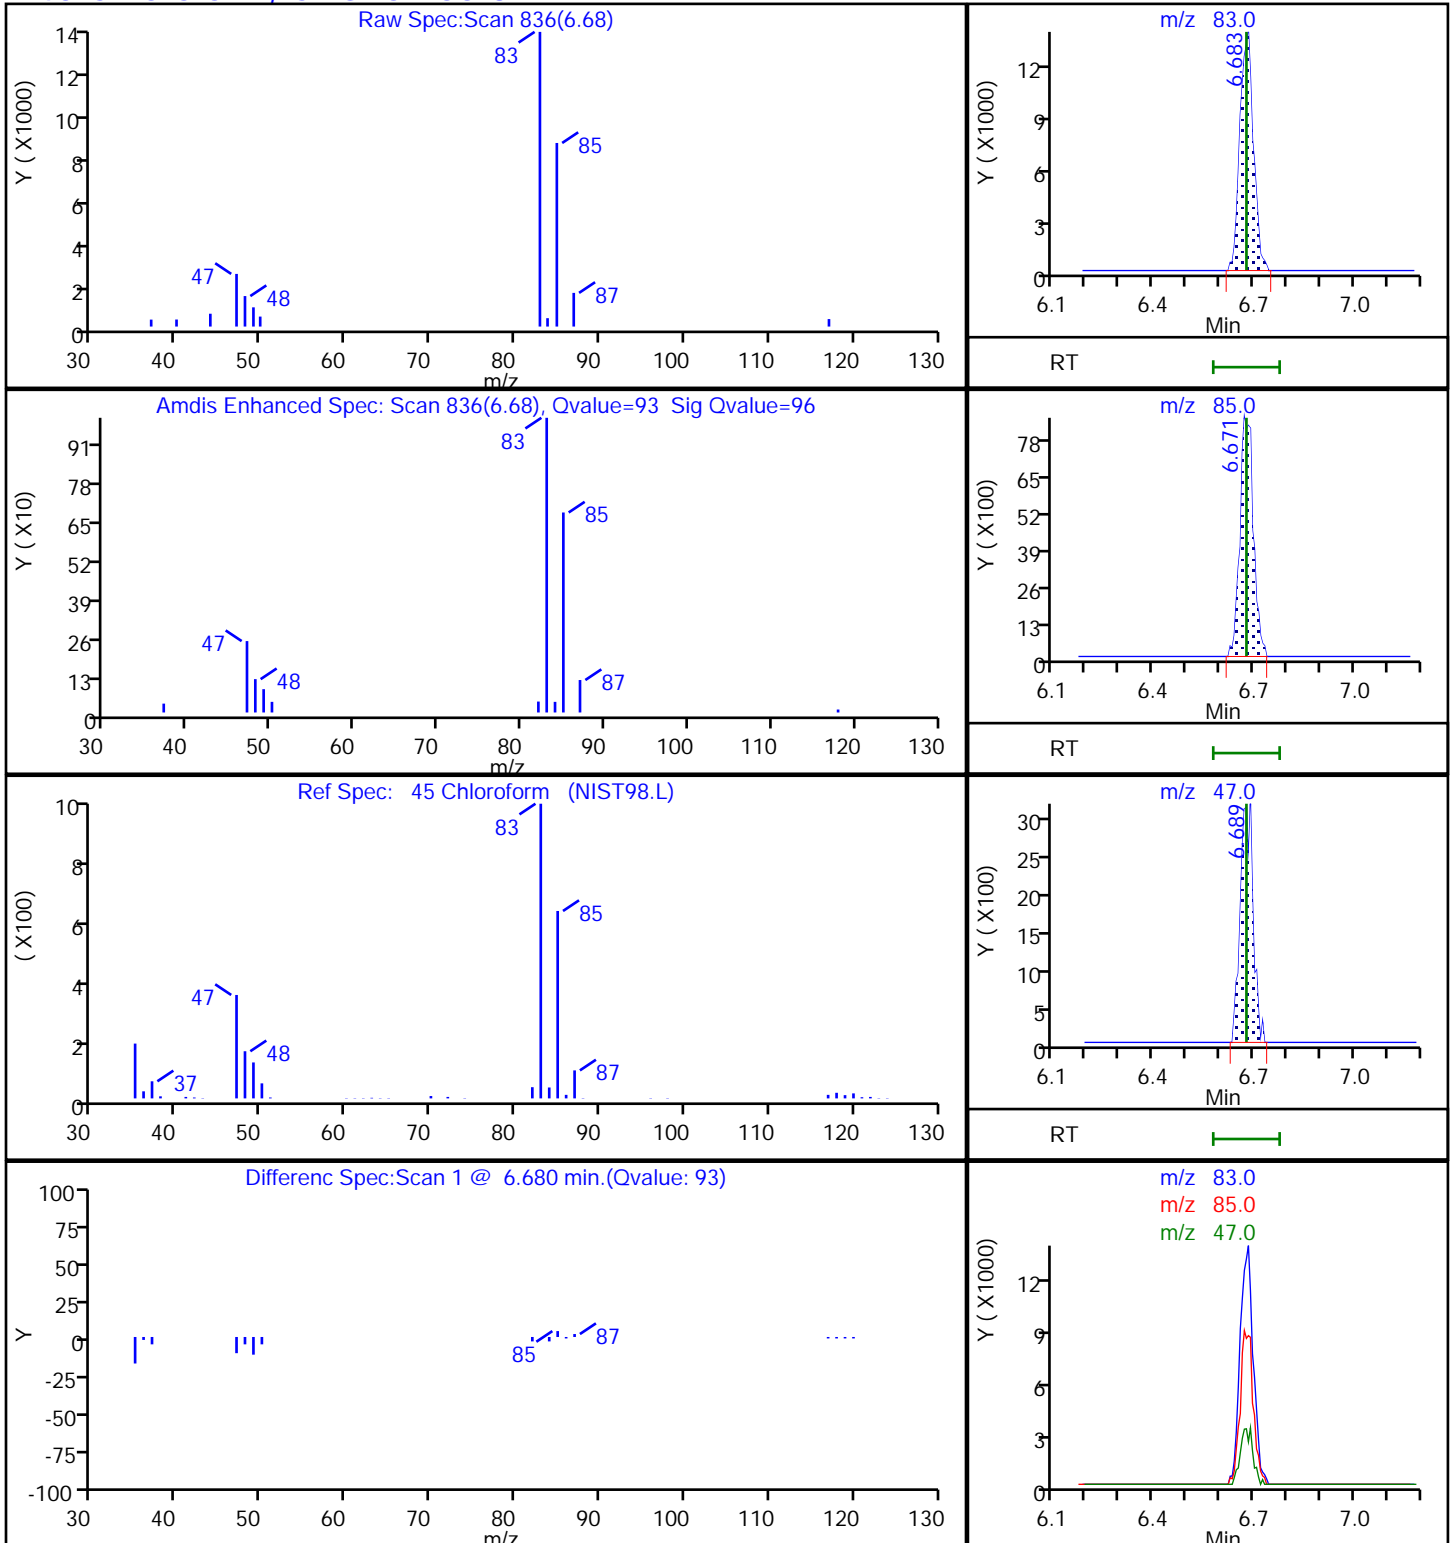 Raw Spec:Scan 836(6.68)
Y ( X1000)
14
12
10
8
6
4
2
0
83
85
47
48
87
30 40 50 60 70 80 90 100 110 120 130
m/z
m/z 83.0
Y ( X1000)
12
9
6
3
0
6.683
6.1 6.4 6.7 7.0
Min
RT
Amdis Enhanced Spec: Scan 836(6.68), Qvalue=93 Sig Qvalue=96
Y ( X10)
91
78
65
52
39
26
13
0
83
85
47
48
87
30 40 50 60 70 80 90 100 110 120 130
m/z
m/z 85.0
Y ( X100)
78
65
52
39
26
13
0
6.671
6.1 6.4 6.7 7.0
Min
RT
Ref Spec: 45 Chloroform (NIST98.L)
( X100)
10
8
6
4
2
0
83
85
47
48
37
87
30 40 50 60 70 80 90 100 110 120 130
m/z 47.0
Y ( X100)
30
25
20
15
10
5
0
6.689
6.1 6.4 6.7 7.0
Min
RT
Differenc Spec:Scan 1 @ 6.680 min.(Qvalue: 93)
Y
100
75
50
25
0
-25
-50
-75
-100
85
87
30 40 50 60 70 80 90 100 110 120 130
m/z
m/z 83.0
m/z 85.0
m/z 47.0
Y ( X1000)
12
9
6
3
0
6.1 6.4 6.7 7.0
Min